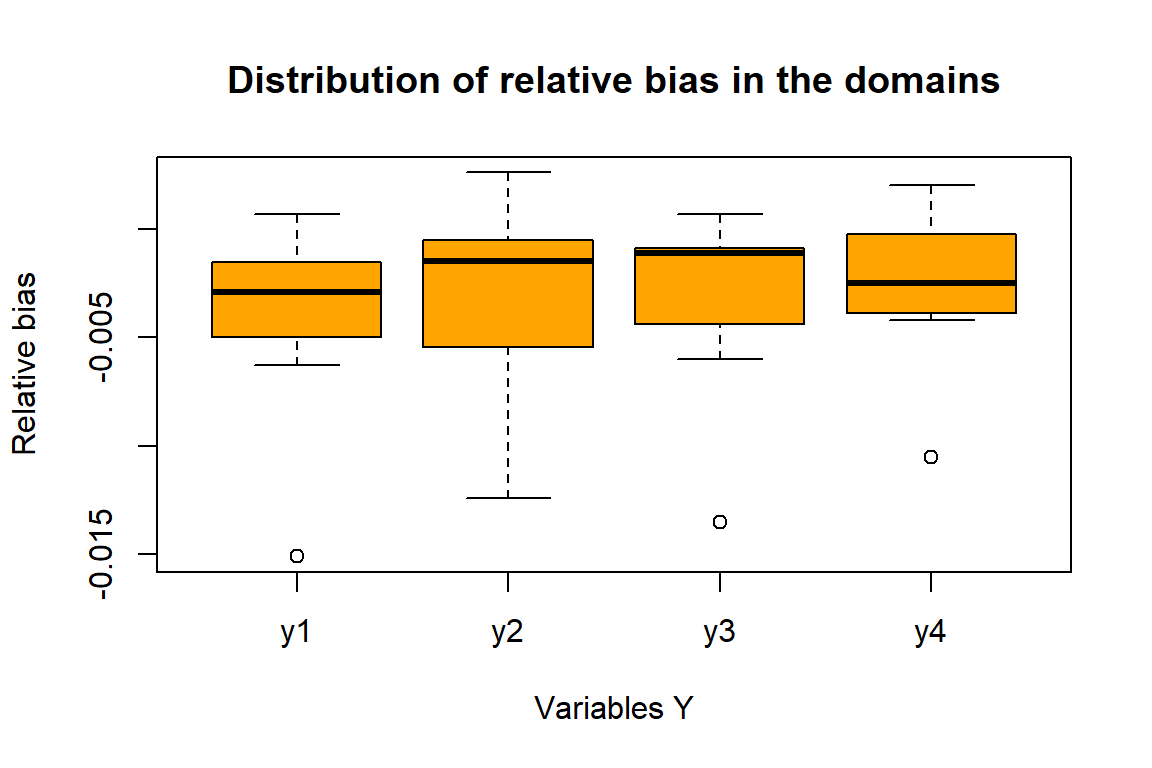 Distribution of relative bias in the domains
Relative bias
-0.005
-0.015
y1 y2 y3 y4
Variables Y